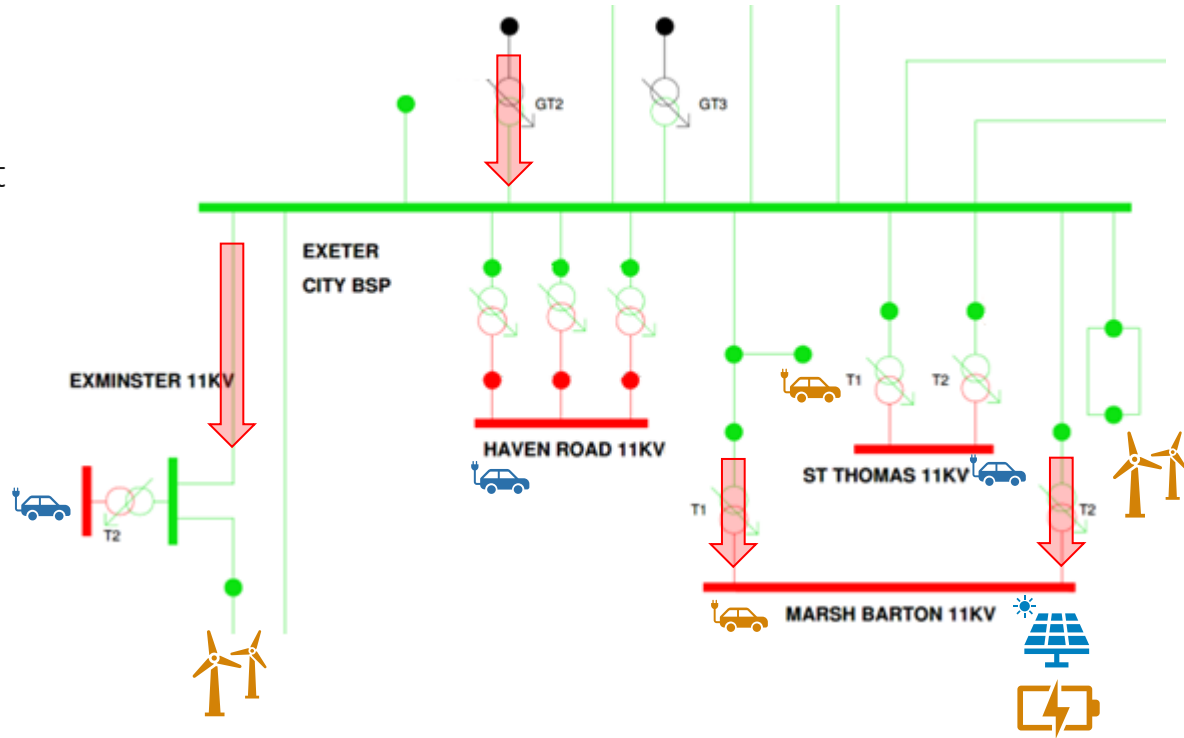 t
GT2
GT3
EXETER
CITY BSP
EXMINSTER 11KV
T1
T2
HAVEN ROAD 11KV
ST THOMAS 11KV
T1
T2
T2
MARSH BARTON 11KV